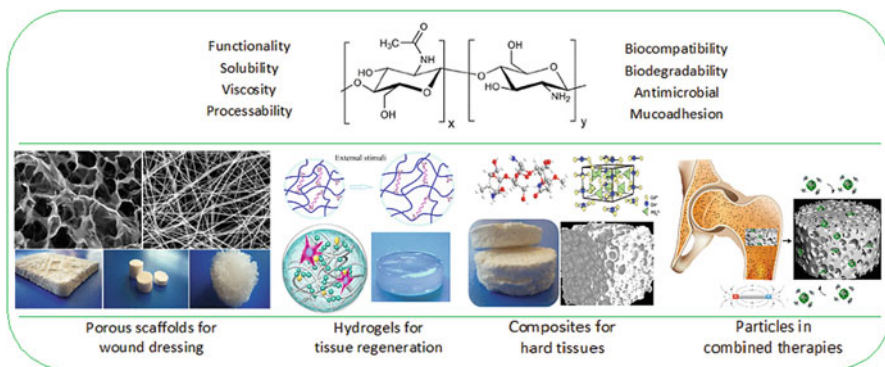 Functionality
Solubility
Viscosity
Processability
H₃C
O
NH
HO
O
O
OH
x
OH
O
O
HO
NH₂
y
Biocompatibility
Biodegradability
Antimicrobial
Mucoadhesion
External stimuli
Porous scaffolds for
wound dressing
Hydrogels for
tissue regeneration
Composites for
hard tissues
Particles in
combined therapies